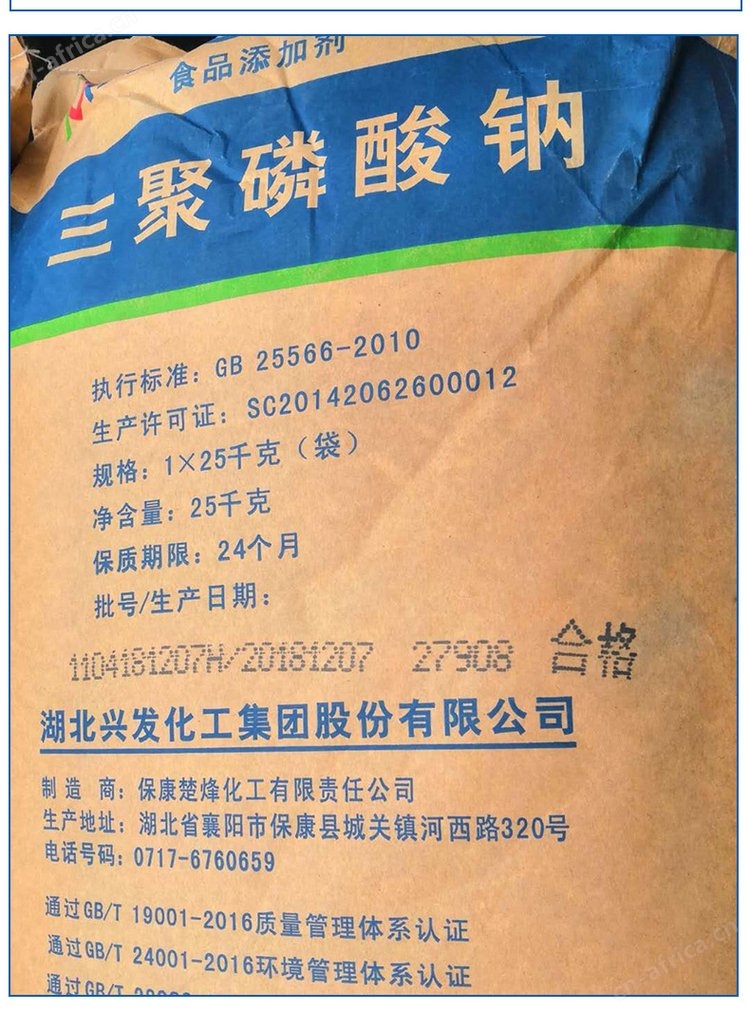 食品添加剂
三聚磷酸钠
执行标准：GB 25566-2010
生产许可证：SC20142062600012
规格：1×25千克（袋）
净含量：25千克
保质期限：24个月
批号/生产日期：
1104181207H/20181207 27908 合格
湖北兴发化工集团股份有限公司
制造商：保康楚烽化工有限责任公司
生产地址：湖北省襄阳市保康县城关镇河西路320号
电话号码：0717-6760659
通过GB/T 19001-2016质量管理体系认证
通过GB/T 24001-2016环境管理体系认证
通过GB/T